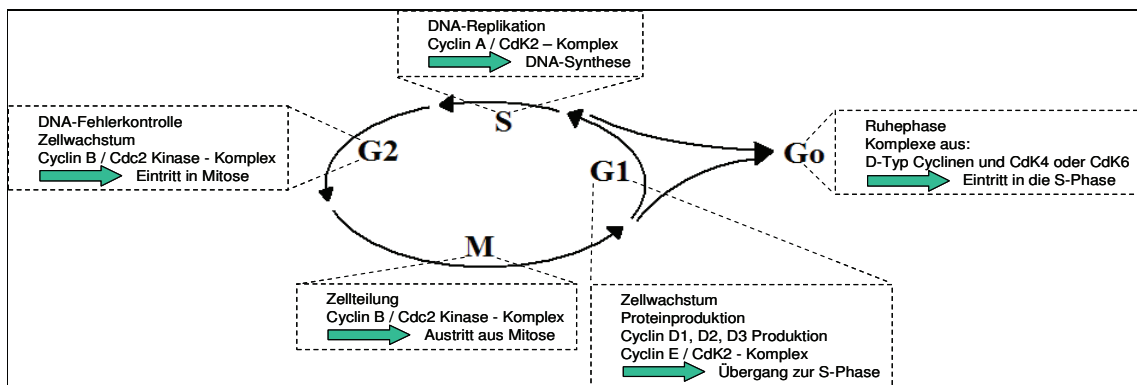 DNA-Replikation
Cyclin A / CdK2 – Komplex
DNA-Synthese
S
DNA-Fehlerkontrolle
Zellwachstum
Cyclin B / Cdc2 Kinase - Komplex
Eintritt in Mitose
G2
G1
Go
Ruhephase
Komplexe aus:
D-Typ Cyclinen und CdK4 oder CdK6
Eintritt in die S-Phase
M
Zellteilung
Cyclin B / Cdc2 Kinase - Komplex
Austritt aus Mitose
Zellwachstum
Proteinproduktion
Cyclin D1, D2, D3 Produktion
Cyclin E / CdK2 - Komplex
Übergang zur S-Phase